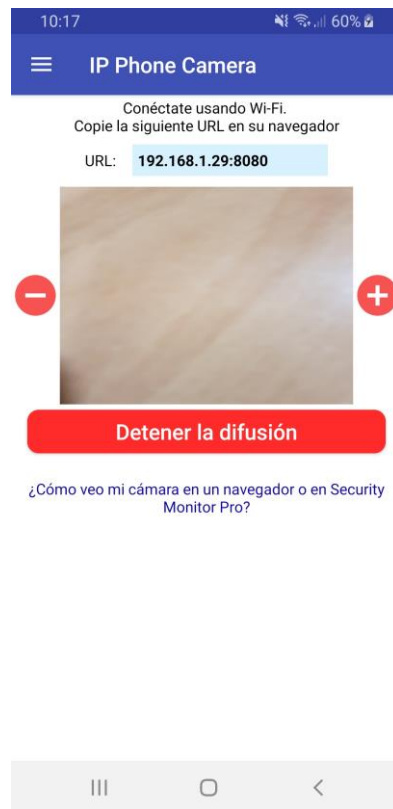 10:17
60%
IP Phone Camera
Conéctate usando Wi-Fi.
Copie la siguiente URL en su navegador
URL: 192.168.1.29:8080
Detener la difusión
¿Cómo veo mi cámara en un navegador o en Security
Monitor Pro?